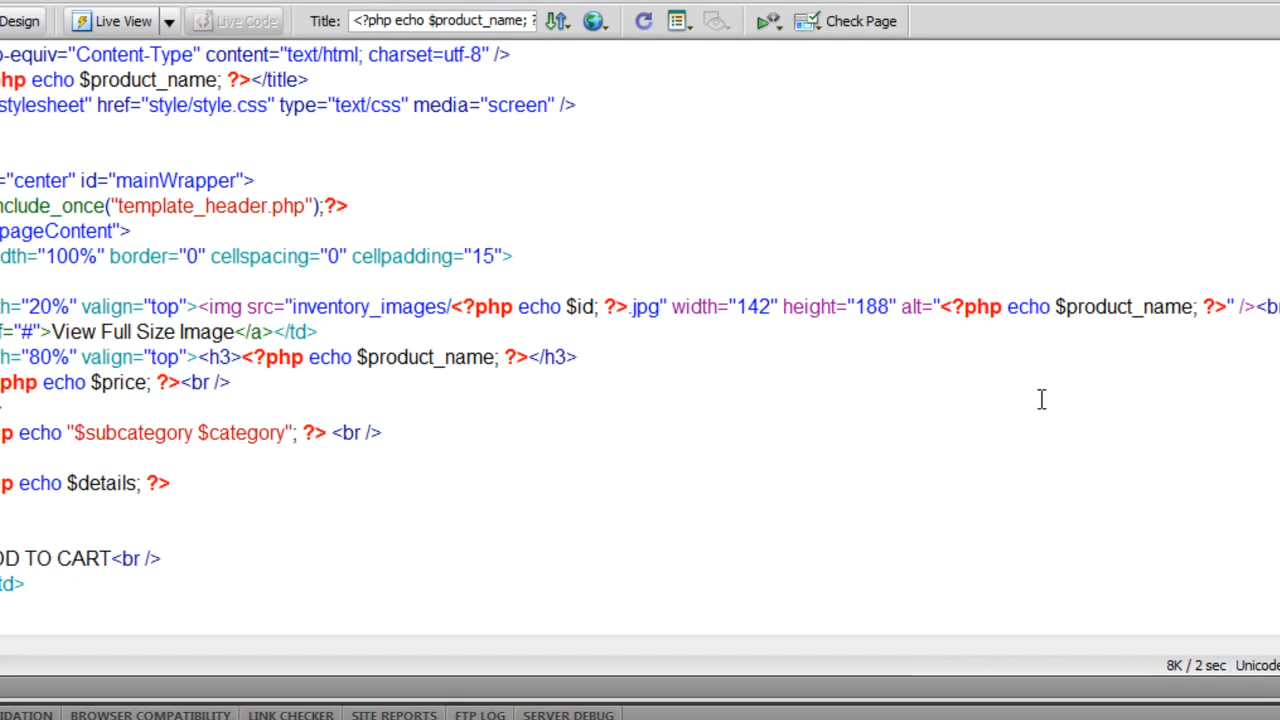 Design Live View Live Code Title: <?php echo $product_name; ? Check Page
o-equiv="Content-Type" content="text/html; charset=utf-8" />
hp echo $product_name; ?></title>
stylesheet" href="style/style.css" type="text/css" media="screen" />
="center" id="mainWrapper">
nclude_once("template_header.php");?>
pageContent">
dth="100%" border="0" cellspacing="0" cellpadding="15">
h="20%" valign="top"><img src="inventory_images/<?php echo $id; ?>.jpg" width="142" height="188" alt="<?php echo $product_name; ?>" /><br
f="#">View Full Size Image</a></td>
h="80%" valign="top"><h3><?php echo $product_name; ?></h3>
php echo $price; ?><br />
p echo "$subcategory $category"; ?> <br />
p echo $details; ?>
DD TO CART<br />
td>
8K / 2 sec Unicode
IDATION BROWSER COMPATIBILITY LINK CHECKER SITE REPORTS FTP LOG SERVER DEBUG